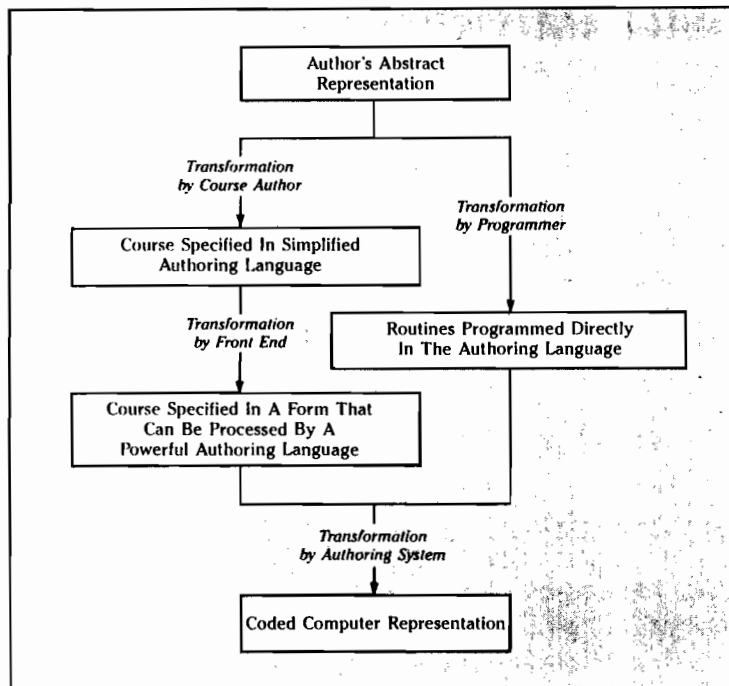 Author's Abstract
Representation
Transformation
by Course Author
Transformation
by Programmer
Course Specified In Simplified
Authoring Language
Transformation
by Front End
Routines Programmed Directly
In The Authoring Language
Course Specified In A Form That
Can Be Processed By A
Powerful Authoring Language
Transformation
by Authoring System
Coded Computer Representation